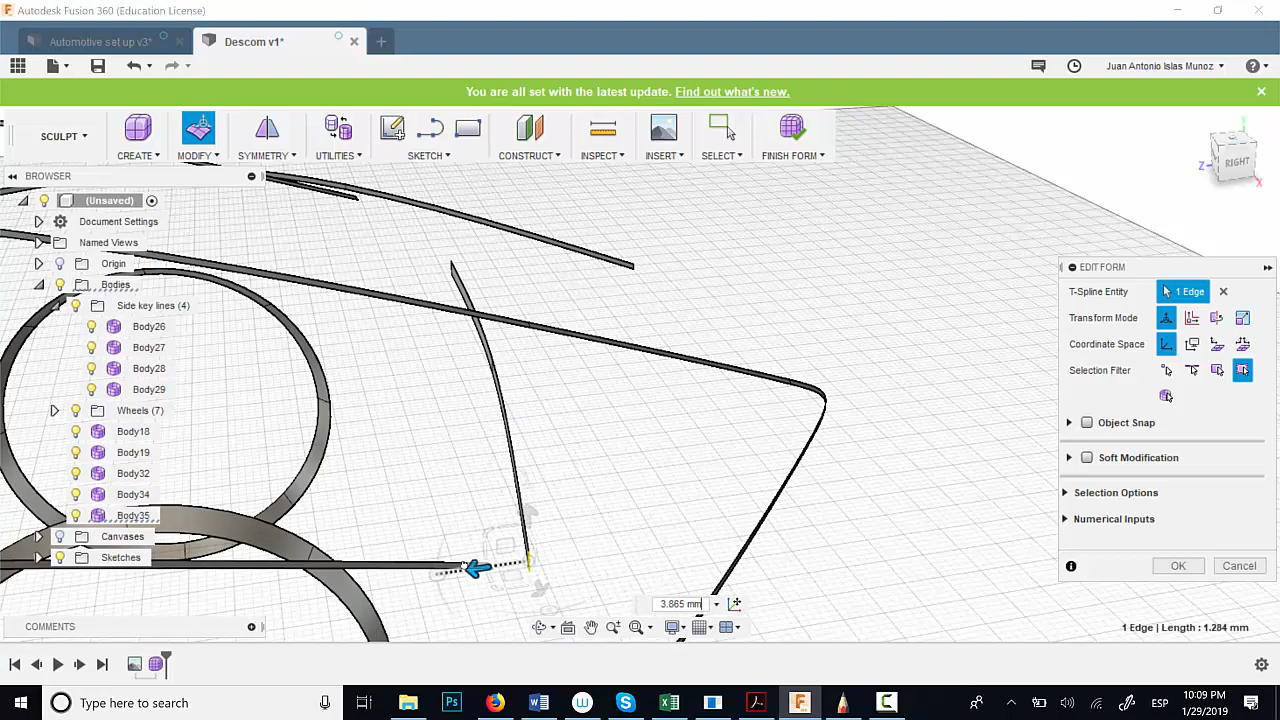 Autodesk Fusion 360 (Education License)
Automotive set up v3*
Descom v1*
Juan Antonio Islas Munoz
You are all set with the latest update. Find out what's new.
SCULPT
CREATE
MODIFY
SYMMETRY
UTILITIES
SKETCH
CONSTRUCT
INSPECT
INSERT
SELECT
FINISH FORM
BROWSER
(Unsaved)
Document Settings
Named Views
Origin
Bodies
Side key lines (4)
Body26
Body27
Body28
Body29
Wheels (7)
Body18
Body19
Body32
Body34
Body35
Canvases
Sketches
COMMENTS
RIGHT
Z
Y
X
EDIT FORM
T-Spline Entity
1 Edge
Transform Mode
Coordinate Space
Selection Filter
Object Snap
Soft Modification
Selection Options
Numerical Inputs
OK
Cancel
3.865 mm
1 Edge | Length : 1.284 mm
Type here to search
Ps
ESP
10:09 PM
1/29/2019